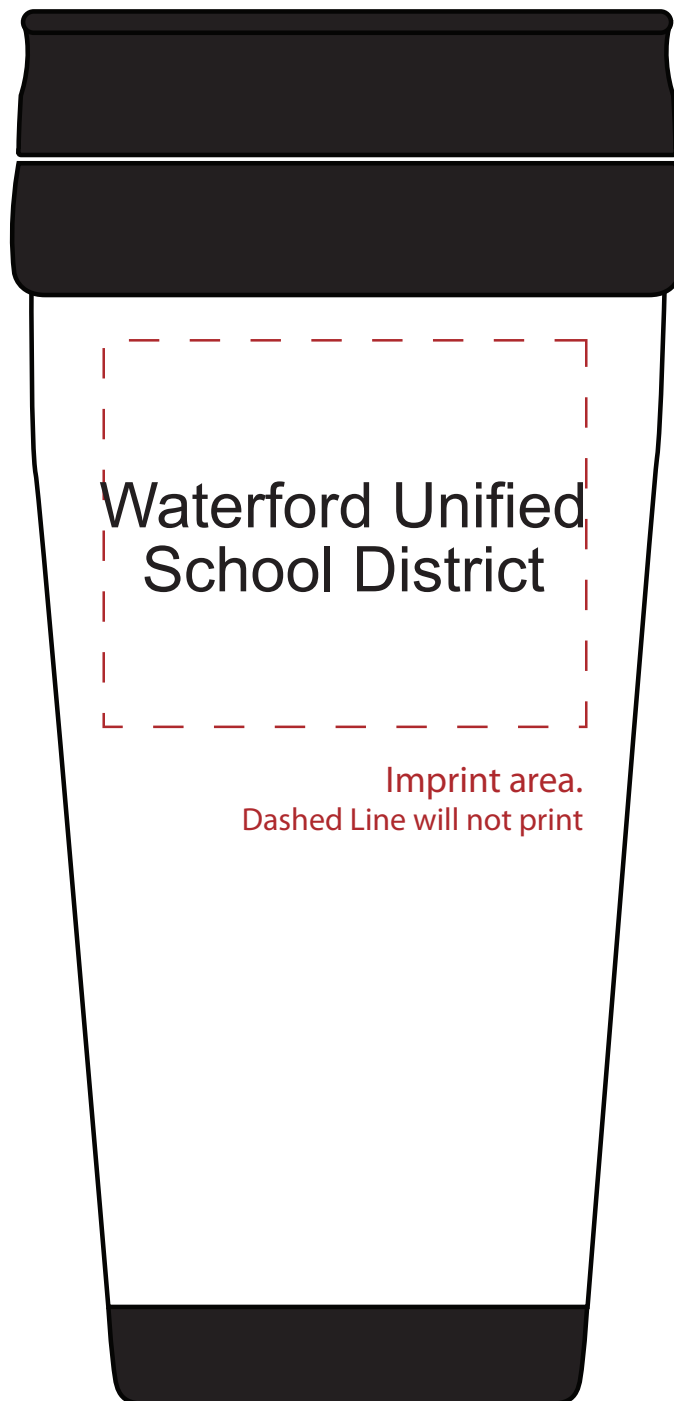 Waterford Unified
School District
Imprint area.
Dashed Line will not print